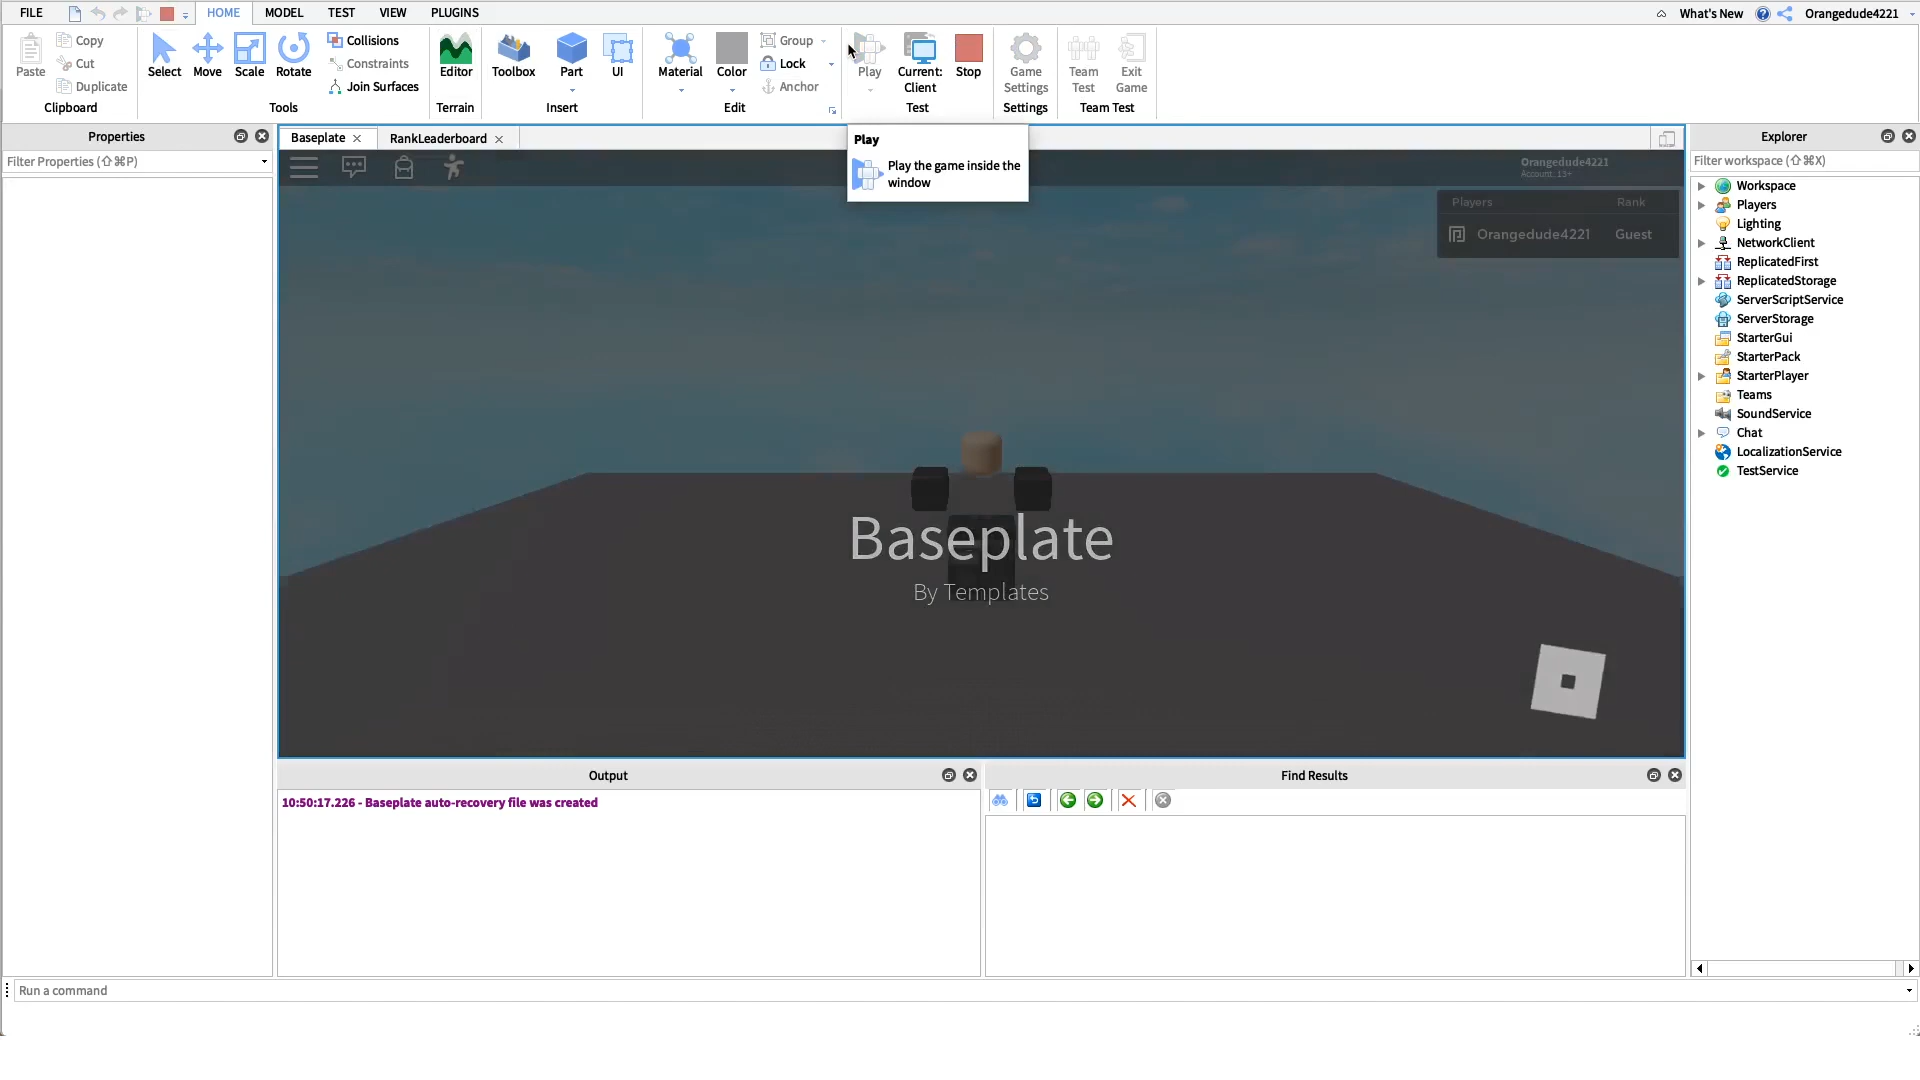 FILE
HOME
MODEL
TEST
VIEW
PLUGINS
What's New
Orangedude4221
Paste
Copy
Cut
Duplicate
Clipboard
Select
Move
Scale
Rotate
Collisions
Constraints
Join Surfaces
Tools
Editor
Terrain
Toolbox
Part
UI
Insert
Material
Color
Group
Lock
Anchor
Edit
Play
Current:
Client
Stop
Test
Game
Settings
Settings
Team
Test
Exit
Game
Team Test
Properties
Filter Properties (⇧⌘P)
Baseplate
RankLeaderboard
Play
Play the game inside the
window
Orangedude4221
Account: 13+
Players Rank
Orangedude4221 Guest
Baseplate
By Templates
Explorer
Filter workspace (⇧⌘X)
Workspace
Players
Lighting
NetworkClient
ReplicatedFirst
ReplicatedStorage
ServerScriptService
ServerStorage
StarterGui
StarterPack
StarterPlayer
Teams
SoundService
Chat
LocalizationService
TestService
Output
10:50:17.226 - Baseplate auto-recovery file was created
Find Results
Run a command